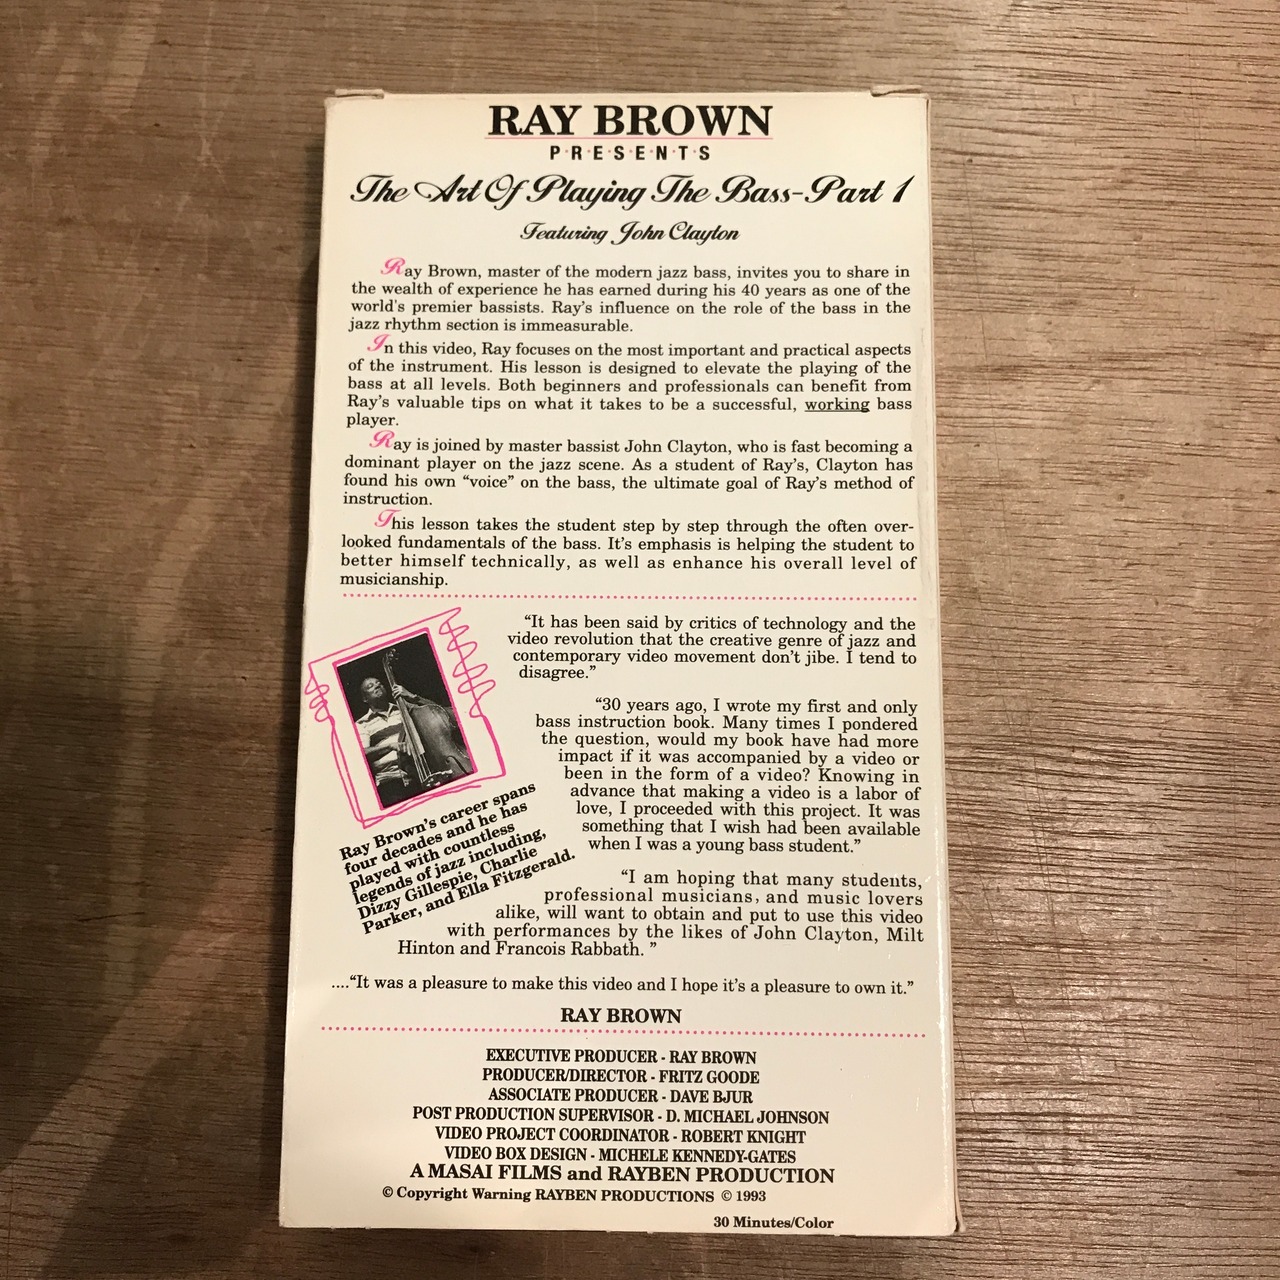 RAY BROWN
P·R·E·S·E·N·T·S
The Art Of Playing The Bass-Part 1
Featuring John Clayton
Ray Brown, master of the modern jazz bass, invites you to share in
the wealth of experience he has earned during his 40 years as one of the
world's premier bassists. Ray's influence on the role of the bass in the
jazz rhythm section is immeasurable.
In this video, Ray focuses on the most important and practical aspects
of the instrument. His lesson is designed to elevate the playing of the
bass at all levels. Both beginners and professionals can benefit from
Ray's valuable tips on what it takes to be a successful, working bass
player.
Ray is joined by master bassist John Clayton, who is fast becoming a
dominant player on the jazz scene. As a student of Ray's, Clayton has
found his own “voice” on the bass, the ultimate goal of Ray's method of
instruction.
This lesson takes the student step by step through the often over-
looked fundamentals of the bass. It's emphasis is helping the student to
better himself technically, as well as enhance his overall level of
musicianship.
“It has been said by critics of technology and the
video revolution that the creative genre of jazz and
contemporary video movement don't jibe. I tend to
disagree.”
“30 years ago, I wrote my first and only
bass instruction book. Many times I pondered
the question, would my book have had more
impact if it was accompanied by a video or
been in the form of a video? Knowing in
advance that making a video is a labor of
love, I proceeded with this project. It was
something that I wish had been available
when I was a young bass student.”
Ray Brown's career spans
four decades and he has
played with countless
legends of jazz including,
Dizzy Gillespie, Charlie
Parker, and Ella Fitzgerald.
“I am hoping that many students,
professional musicians, and music lovers
alike, will want to obtain and put to use this video
with performances by the likes of John Clayton, Milt
Hinton and Francois Rabbath. ”
....“It was a pleasure to make this video and I hope it's a pleasure to own it.”
RAY BROWN
EXECUTIVE PRODUCER - RAY BROWN
PRODUCER/DIRECTOR - FRITZ GOODE
ASSOCIATE PRODUCER - DAVE BJUR
POST PRODUCTION SUPERVISOR - D. MICHAEL JOHNSON
VIDEO PROJECT COORDINATOR - ROBERT KNIGHT
VIDEO BOX DESIGN - MICHELE KENNEDY-GATES
A MASAI FILMS and RAYBEN PRODUCTION
© Copyright Warning RAYBEN PRODUCTIONS © 1993
30 Minutes/Color